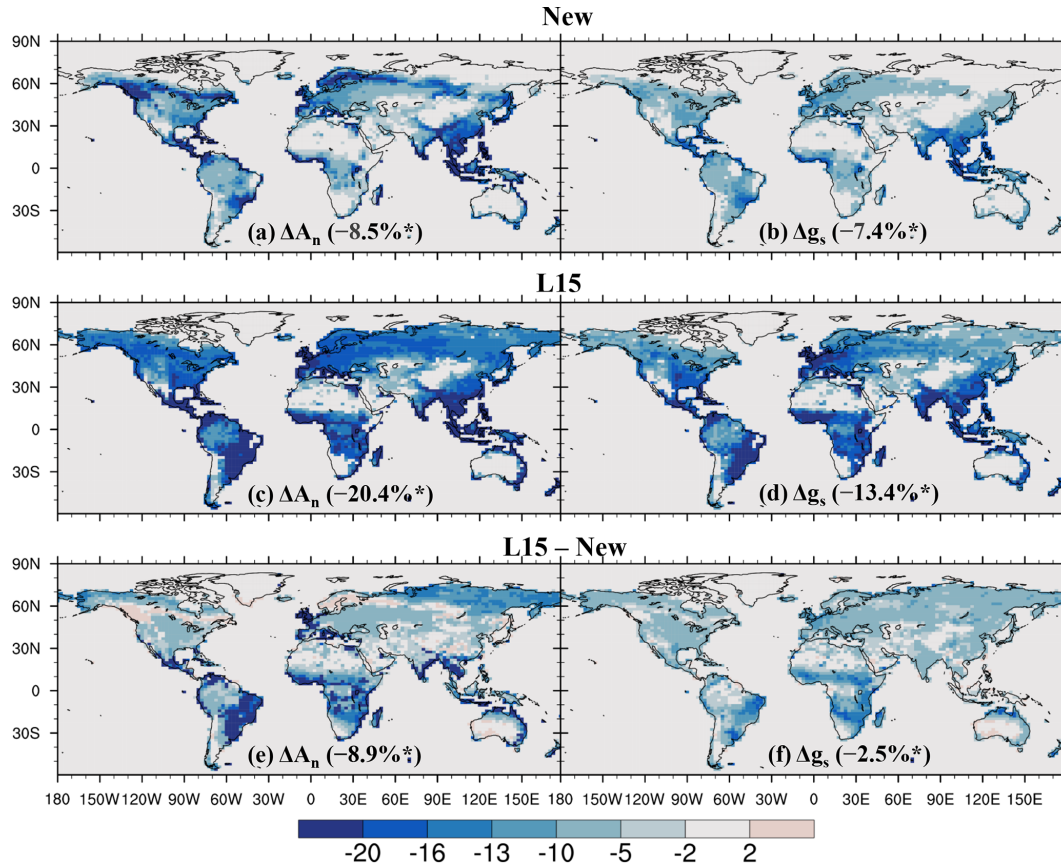 New
90N
60N
30N
0
30S
(a) ΔAn (−8.5%*)
(b) Δgs (−7.4%*)
L15
90N
60N
30N
0
30S
(c) ΔAn (−20.4%*)
(d) Δgs (−13.4%*)
L15 – New
90N
60N
30N
0
30S
(e) ΔAn (−8.9%*)
(f) Δgs (−2.5%*)
180 150W 120W 90W 60W 30W 0 30E 60E 90E 120E 150E 180 150W 120W 90W 60W 30W 0 30E 60E 90E 120E 150E
-20 -16 -13 -10 -5 -2 2